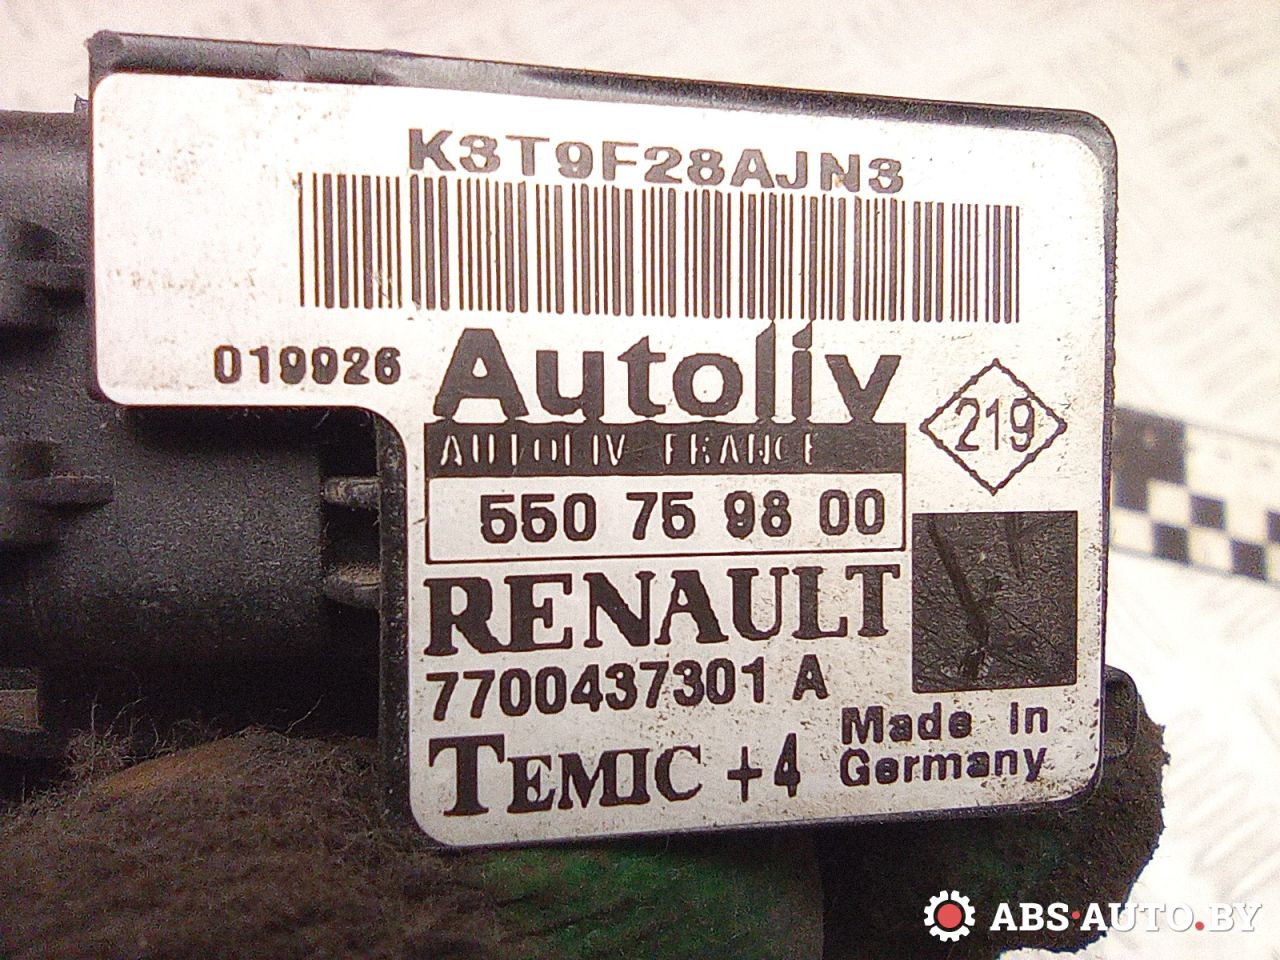 K3T9F28AJN3
019926
Autoliv
AUTOLIV FRANCE
219
550 75 98 00
RENAULT
7700437301 A
TEMIC +4
Made in
Germany
ABS-AUTO.BY